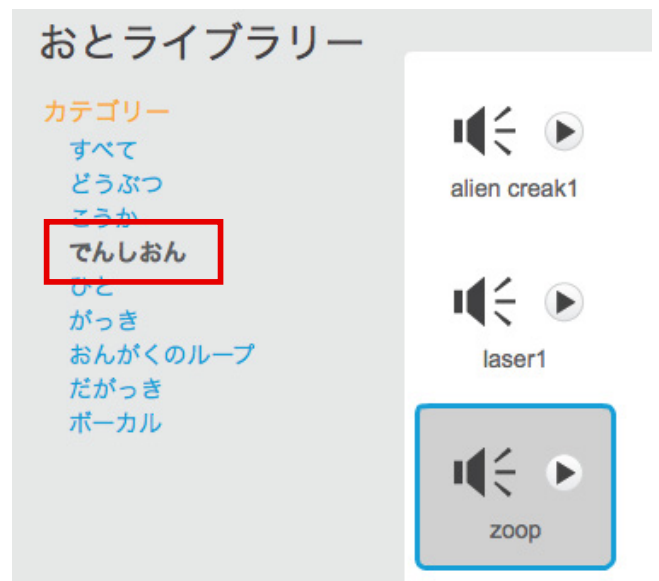 おとライブラリー
カテゴリー
すべて
どうぶつ
こうか
でんしおん
ひと
がっき
おんがくのループ
だがっき
ボーカル
alien creak1
laser1
zoop